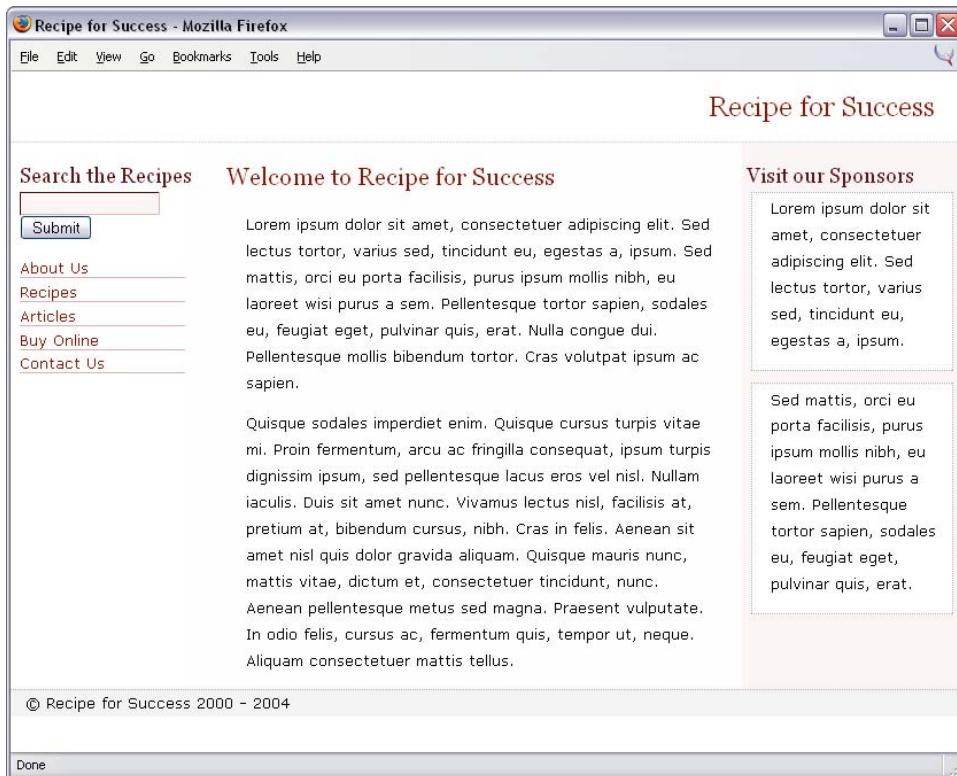 Recipe for Success - Mozilla Firefox
File Edit View Go Bookmarks Tools Help
Recipe for Success
Search the Recipes
Submit
About Us
Recipes
Articles
Buy Online
Contact Us
Welcome to Recipe for Success
Lorem ipsum dolor sit amet, consectetuer adipiscing elit. Sed
lectus tortor, varius sed, tincidunt eu, egestas a, ipsum. Sed
mattis, orci eu porta facilisis, purus ipsum mollis nibh, eu
laoreet wisi purus a sem. Pellentesque tortor sapien, sodales
eu, feugiat eget, pulvinar quis, erat. Nulla congue dui.
Pellentesque mollis bibendum tortor. Cras volutpat ipsum ac
sapien.
Quisque sodales imperdiet enim. Quisque cursus turpis vitae
mi. Proin fermentum, arcu ac fringilla consequat, ipsum turpis
dignissim ipsum, sed pellentesque lacus eros vel nisl. Nullam
iaculis. Duis sit amet nunc. Vivamus lectus nisl, facilisis at,
pretium at, bibendum cursus, nibh. Cras in felis. Aenean sit
amet nisl quis dolor gravida aliquam. Quisque mauris nunc,
mattis vitae, dictum et, consectetuer tincidunt, nunc.
Aenean pellentesque metus sed magna. Praesent vulputate.
In odio felis, cursus ac, fermentum quis, tempor ut, neque.
Aliquam consectetuer mattis tellus.
Visit our Sponsors
Lorem ipsum dolor sit
amet, consectetuer
adipiscing elit. Sed
lectus tortor, varius
sed, tincidunt eu,
egestas a, ipsum.
Sed mattis, orci eu
porta facilisis, purus
ipsum mollis nibh, eu
laoreet wisi purus a
sem. Pellentesque
tortor sapien, sodales
eu, feugiat eget,
pulvinar quis, erat.
© Recipe for Success 2000 - 2004
Done